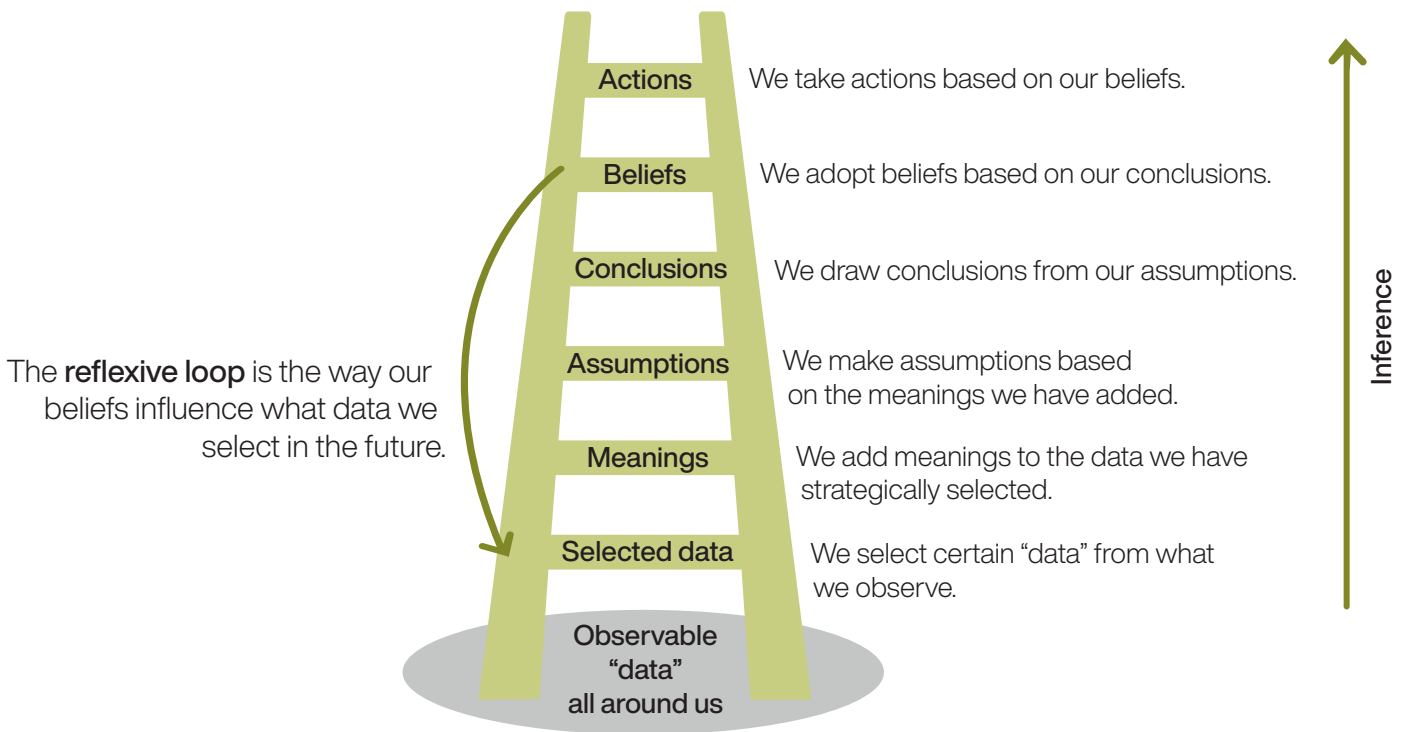 Actions
We take actions based on our beliefs.
Beliefs
We adopt beliefs based on our conclusions.
Conclusions
We draw conclusions from our assumptions.
Assumptions
We make assumptions based
on the meanings we have added.
The reflexive loop is the way our
beliefs influence what data we
select in the future.
Meanings
We add meanings to the data we have
strategically selected.
Selected data
We select certain “data” from what
we observe.
Observable
“data”
all around us
Inference